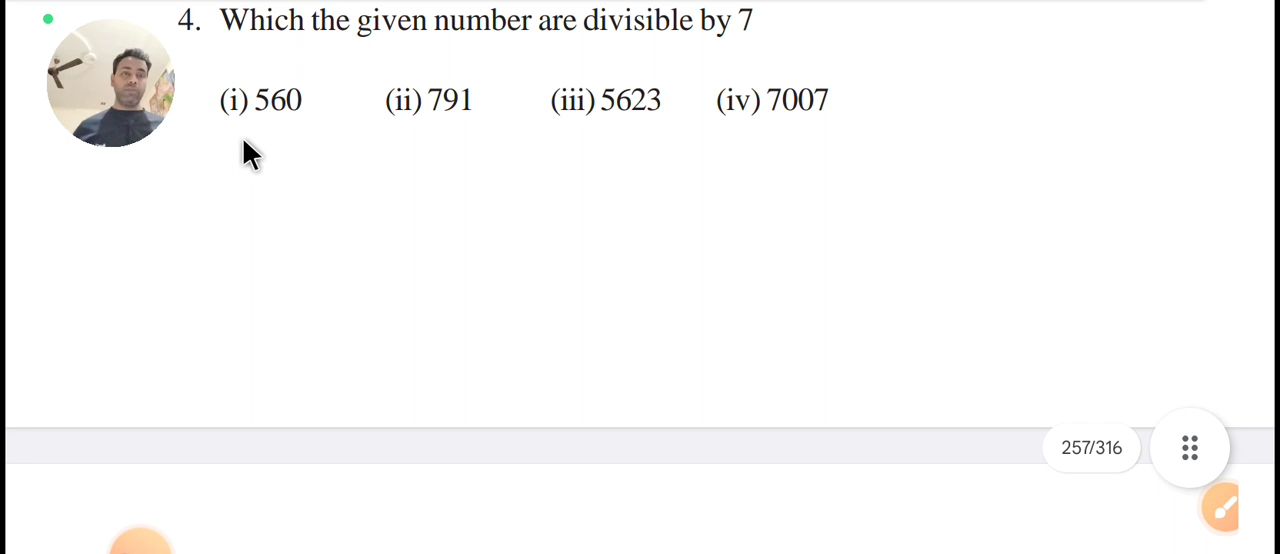 4. Which the given number are divisible by 7
(i) 560 (ii) 791 (iii) 5623 (iv) 7007
257/316